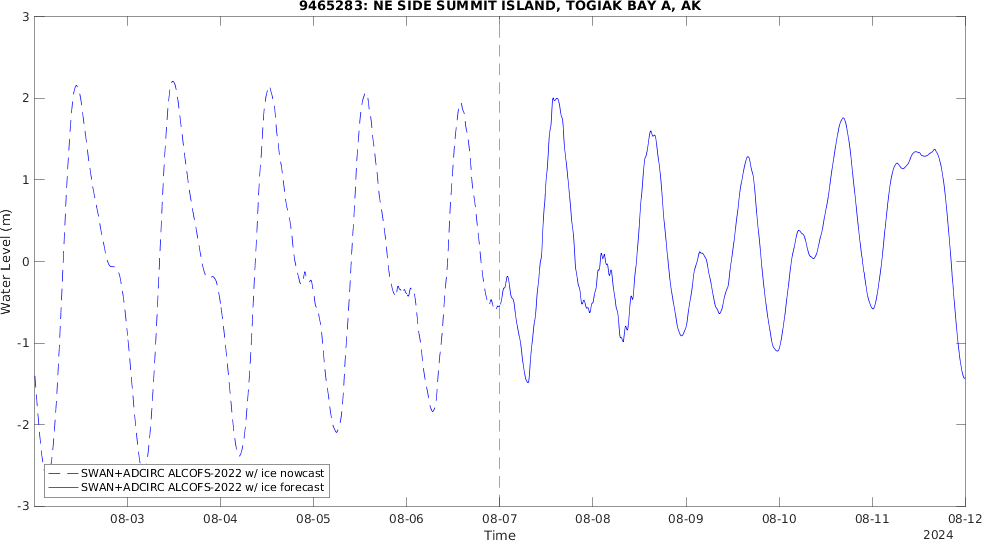 9465283: NE SIDE SUMMIT ISLAND, TOGIAK BAY A, AK
3
2
1
0
-1
-2
-3
Water Level (m)
SWAN+ADCIRC ALCOFS-2022 w/ ice nowcast
SWAN+ADCIRC ALCOFS-2022 w/ ice forecast
08-03 08-04 08-05 08-06 08-07 08-08 08-09 08-10 08-11 08-12
Time
2024